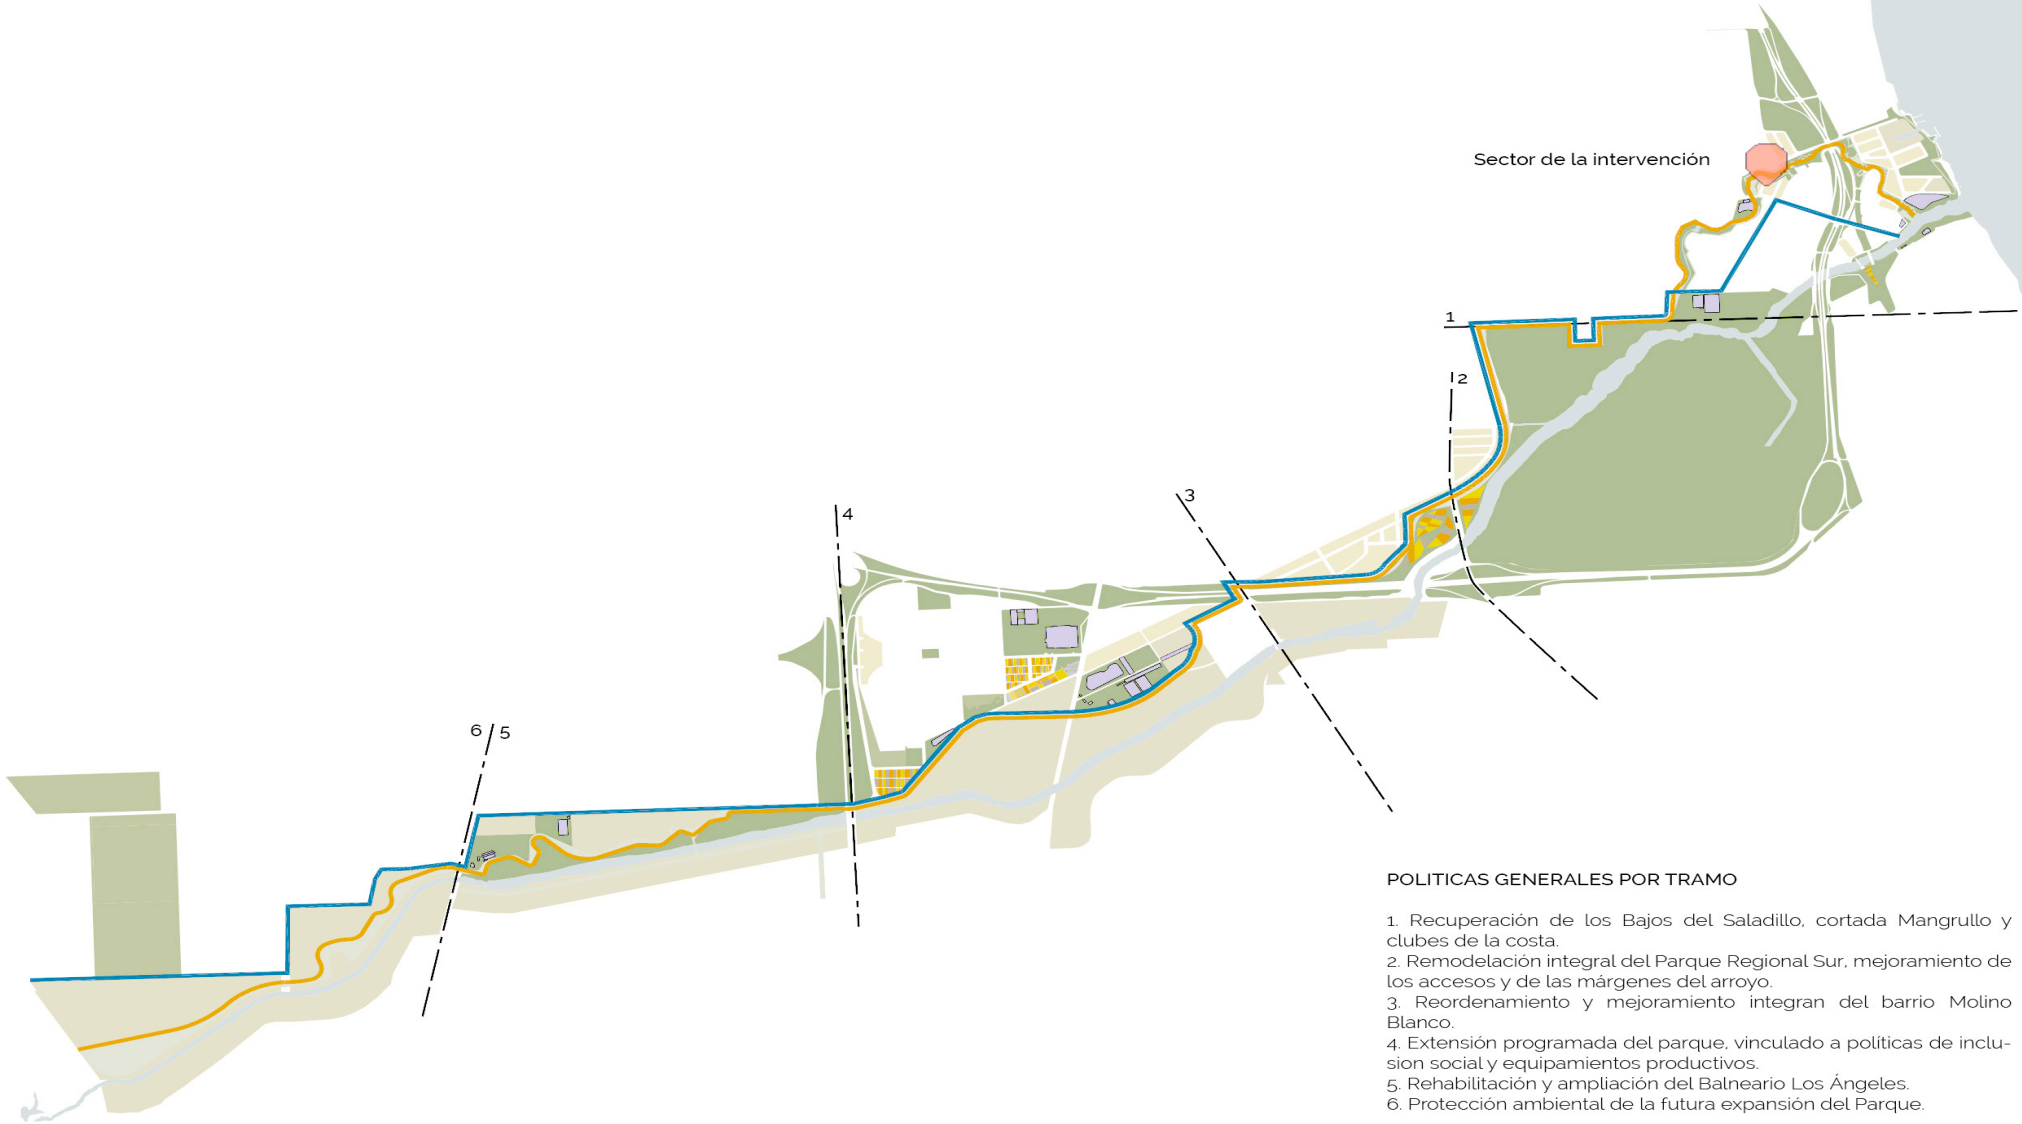 Sector de la intervención
1
2
3
4
6 5
POLITICAS GENERALES POR TRAMO
1. Recuperación de los Bajos del Saladillo, cortada Mangrullo y
clubes de la costa.
2. Remodelación integral del Parque Regional Sur, mejoramiento de
los accesos y de las márgenes del arroyo.
3. Reordenamiento y mejoramiento integran del barrio Molino
Blanco.
4. Extensión programada del parque, vinculado a políticas de inclu-
sion social y equipamientos productivos.
5. Rehabilitación y ampliación del Balneario Los Ángeles.
6. Protección ambiental de la futura expansión del Parque.